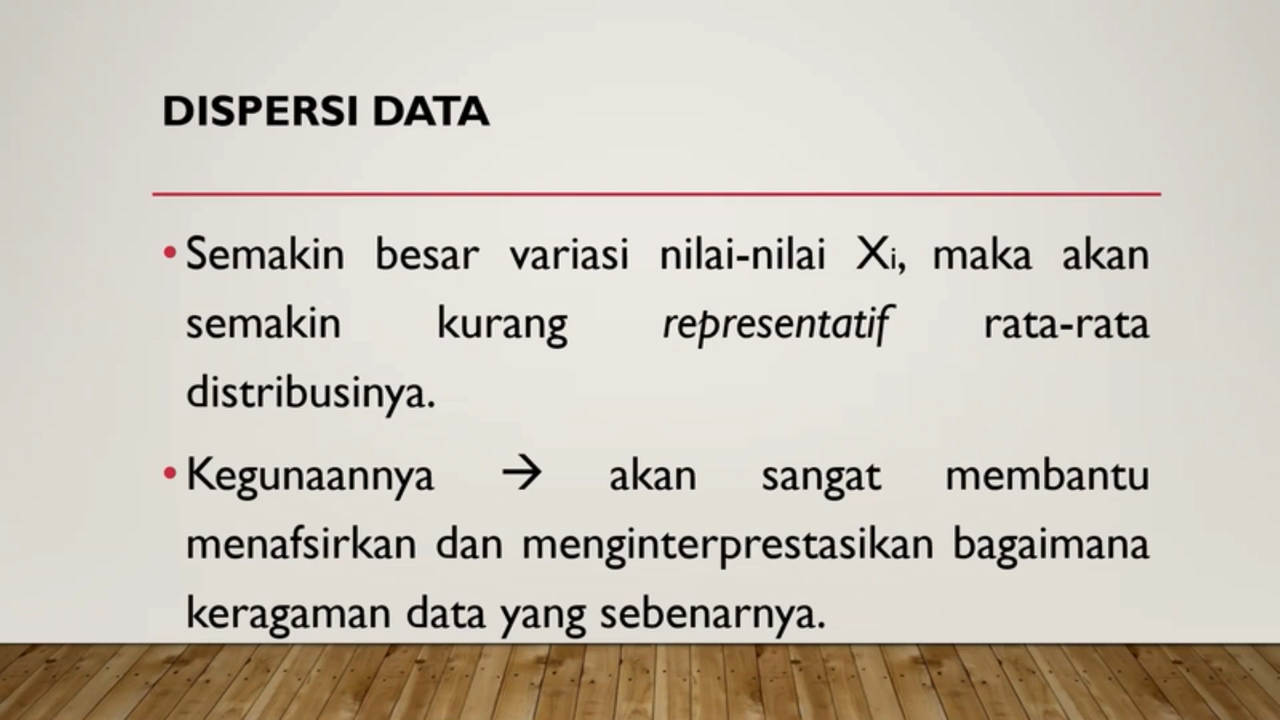 DISPERSI DATA
• Semakin besar variasi nilai-nilai Xi, maka akan
semakin kurang representatif rata-rata
distribusinya.
• Kegunaannya → akan sangat membantu
menafsirkan dan menginterprestasikan bagaimana
keragaman data yang sebenarnya.